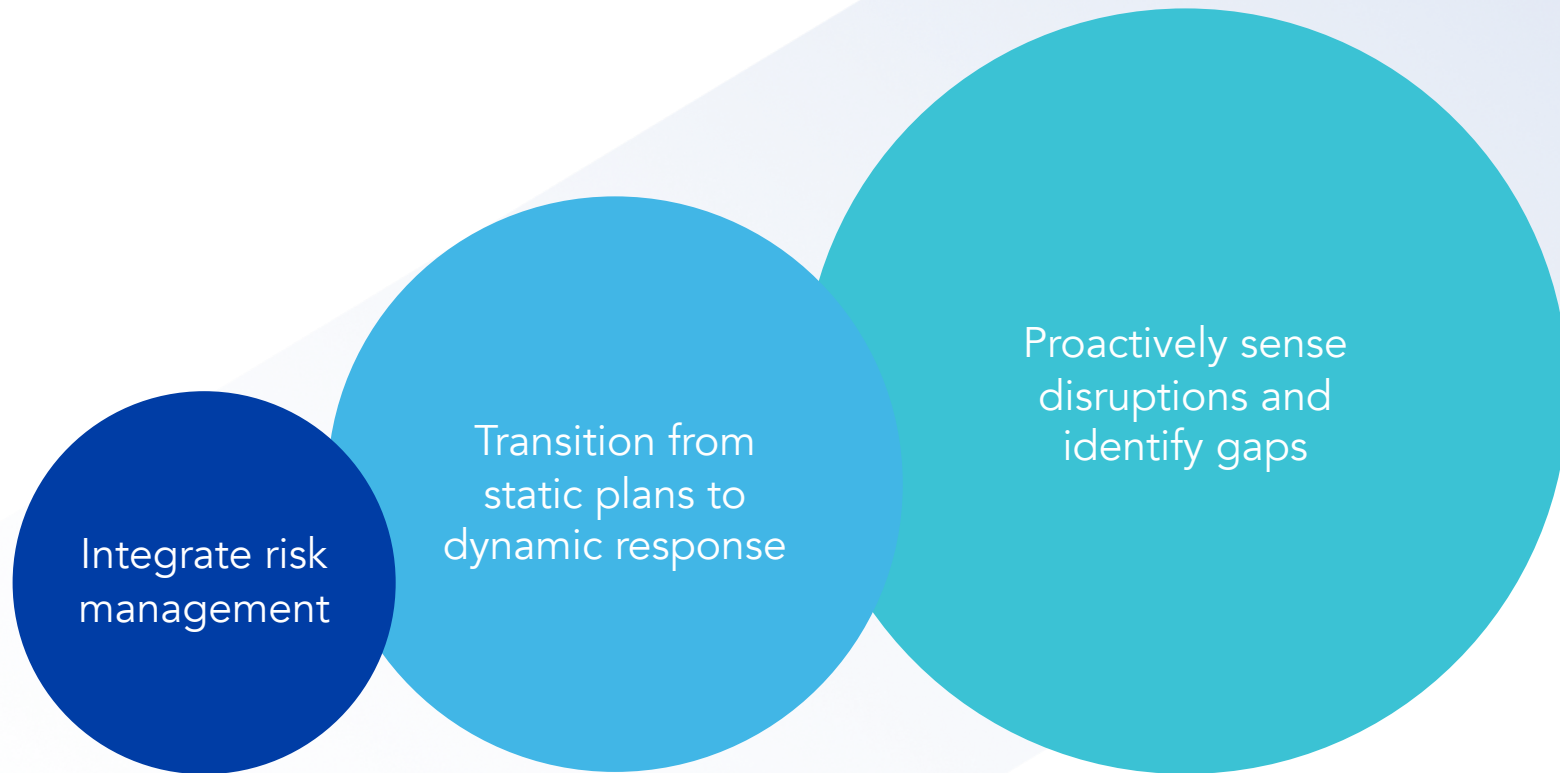 Integrate risk
management
Transition from
static plans to
dynamic response
Proactively sense
disruptions and
identify gaps